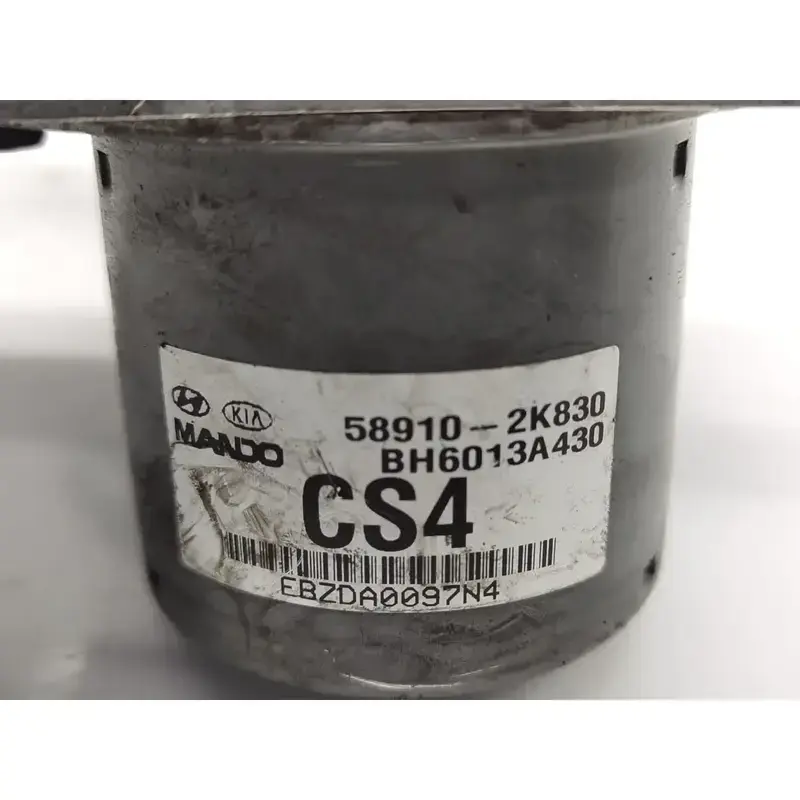 KIA 58910-2K830
MANDO BH6013A430
CS4
EBZDA0097N4